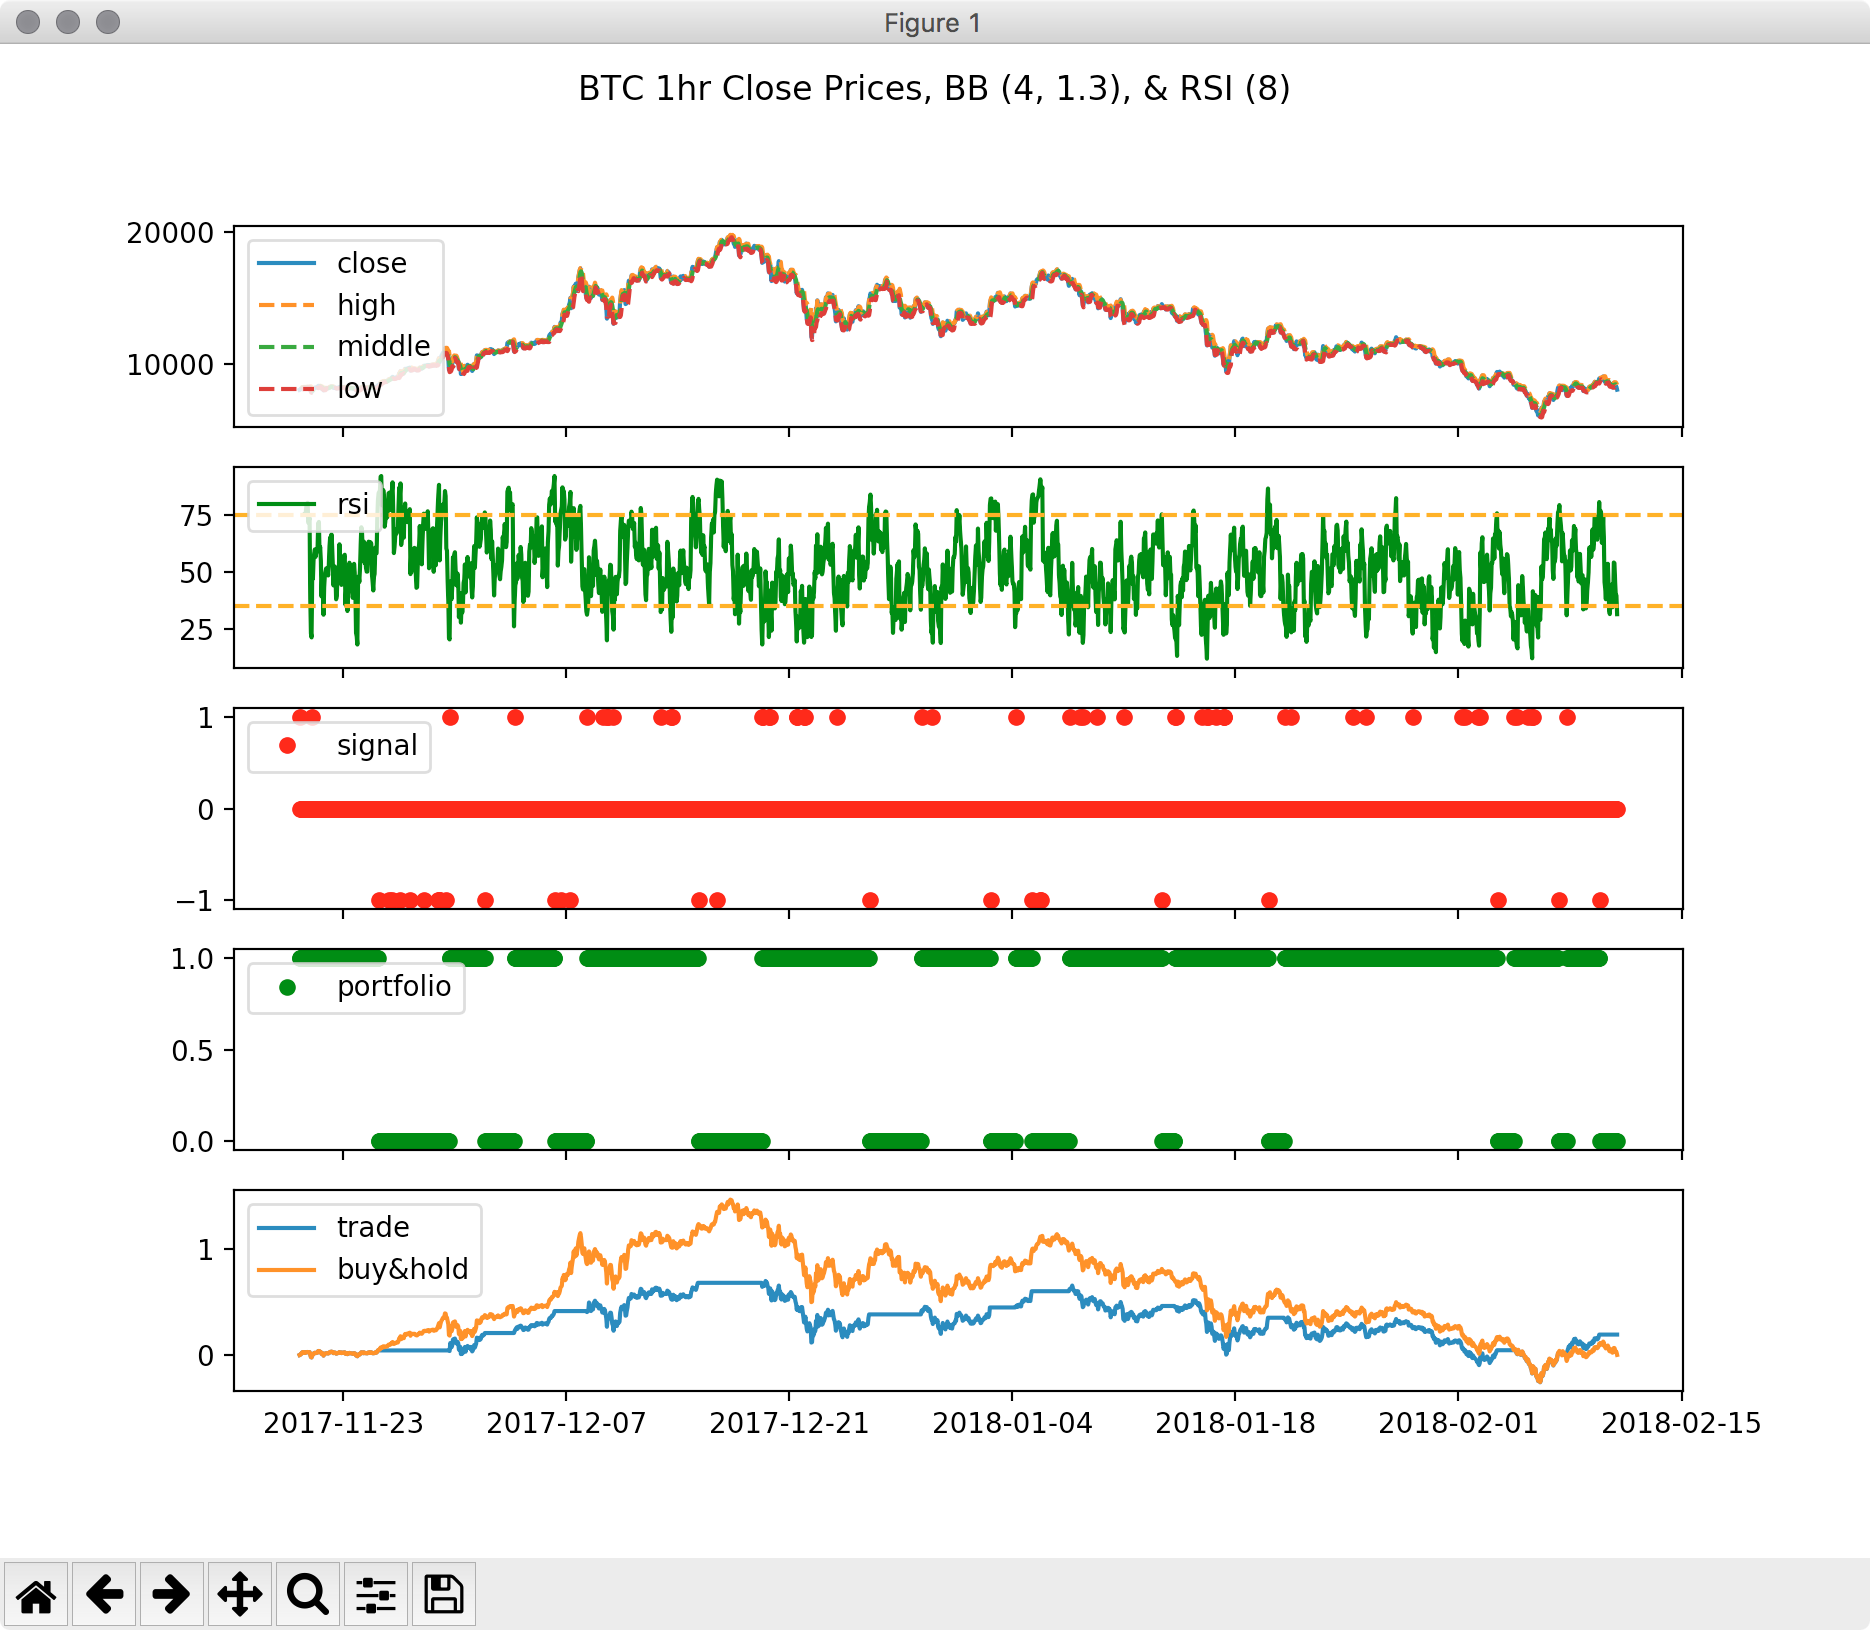 Figure 1
BTC 1hr Close Prices, BB (4, 1.3), & RSI (8)
20000
10000
close
high
middle
low
75
50
25
rsi
1
0
−1
signal
1.0
0.5
0.0
portfolio
1
0
trade
buy&hold
2017-11-23 2017-12-07 2017-12-21 2018-01-04 2018-01-18 2018-02-01 2018-02-15